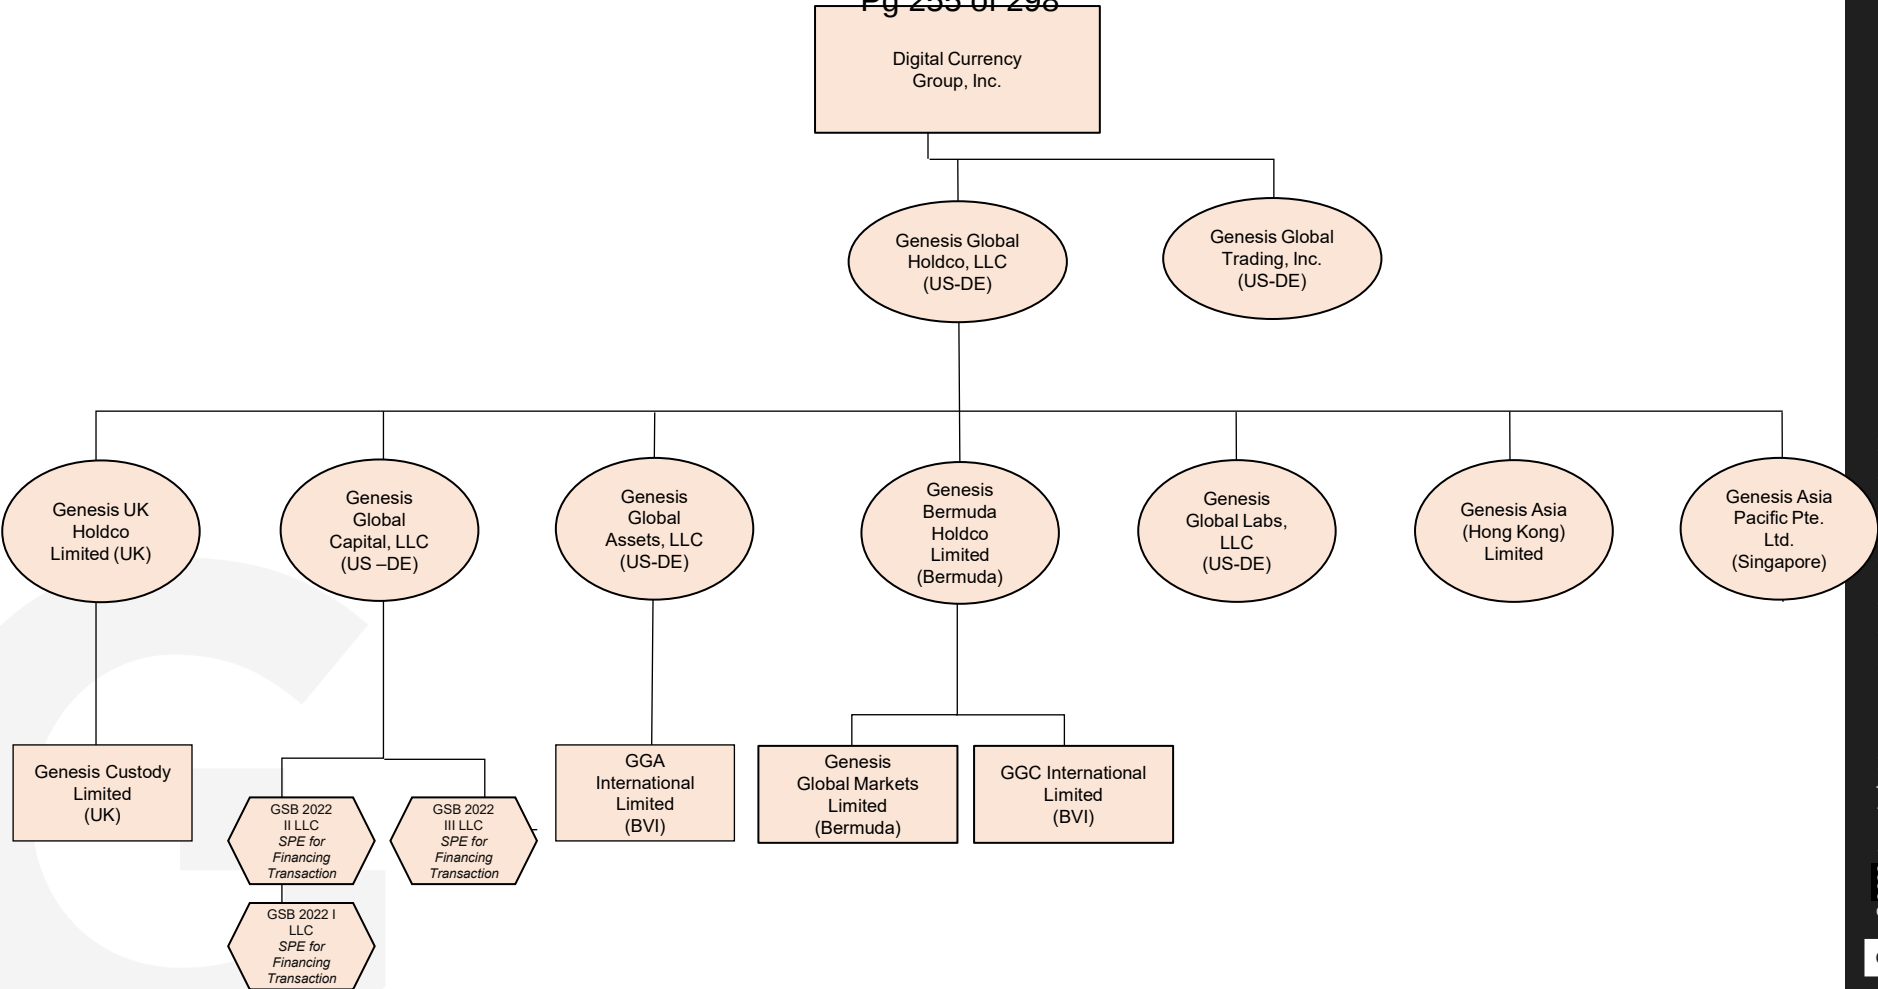 Pg 255 of 298
Digital Currency
Group, Inc.
Genesis Global
Holdco, LLC
(US-DE)
Genesis Global
Trading, Inc.
(US-DE)
Genesis UK
Holdco
Limited (UK)
Genesis
Global
Capital, LLC
(US –DE)
Genesis
Global
Assets, LLC
(US-DE)
Genesis
Bermuda
Holdco
Limited
(Bermuda)
Genesis
Global Labs,
LLC
(US-DE)
Genesis Asia
(Hong Kong)
Limited
Genesis Asia
Pacific Pte.
Ltd.
(Singapore)
Genesis Custody
Limited
(UK)
GSB 2022
II LLC
SPE for
Financing
Transaction
GSB 2022
III LLC
SPE for
Financing
Transaction
GGA
International
Limited
(BVI)
Genesis
Global Markets
Limited
(Bermuda)
GGC International
Limited
(BVI)
GSB 2022 I
LLC
SPE for
Financing
Transaction